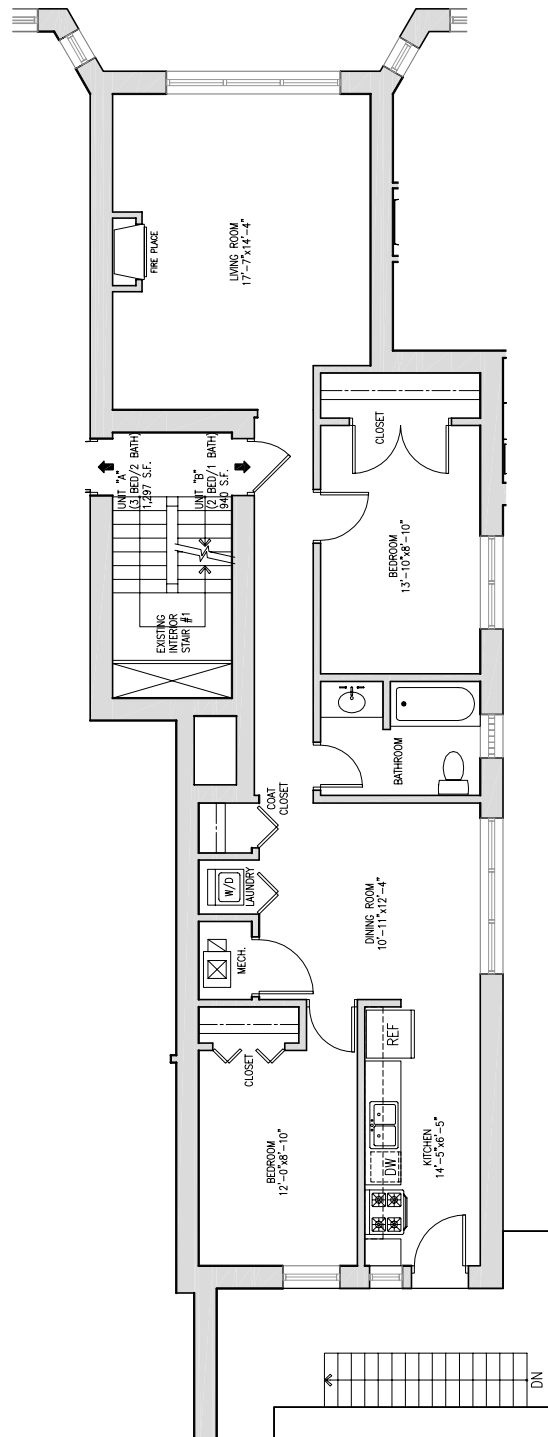 LIVING ROOM
17'-7"x14'-4"
FIRE PLACE
CLOSET
UNIT "A"
(3 BED/2 BATH)
1,297 S.F.
UNIT "B"
(2 BED/1 BATH)
940 S.F.
BEDROOM
13'-10"x8'-10"
EXISTING
INTERIOR
STAIR #1
BATHROOM
COAT
CLOSET
W/D
LAUNDRY
DINING ROOM
10'-11"x12'-4"
MECH.
REF
CLOSET
BEDROOM
12'-0"x8'-10"
KITCHEN
14'-5"x6'-5"
DW
DN